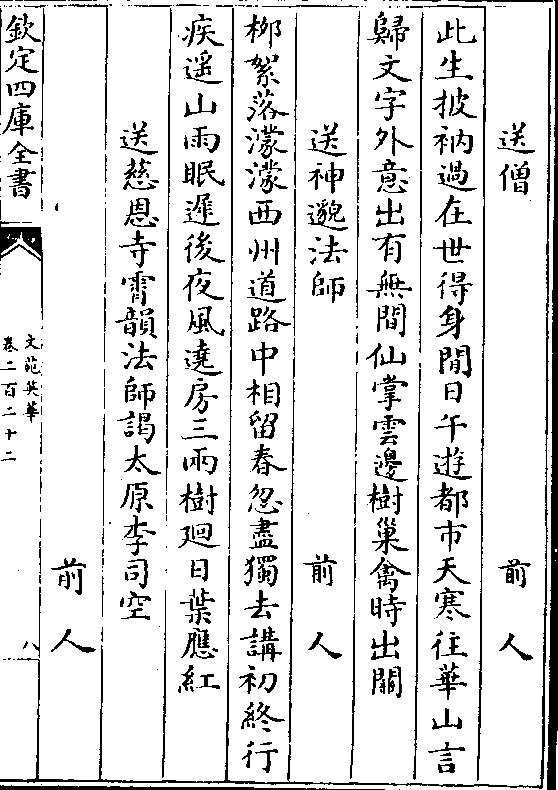 送僧　前人
此生披衲過在世得身閒日午遊都市天寒往華山言
歸文字外意出有無間仙掌雲邊樹巢禽時出關
送神邈法師　前人
栁絮落濛濛西州道路中相留春忽盡獨去講初終行
疾遥山雨眠遲後夜風遶房三兩樹廻日葉應紅
送慈恩寺霄韻法師謁太原李司空
前人
欽定四庫全書
文苑英華
卷二百二十二
八